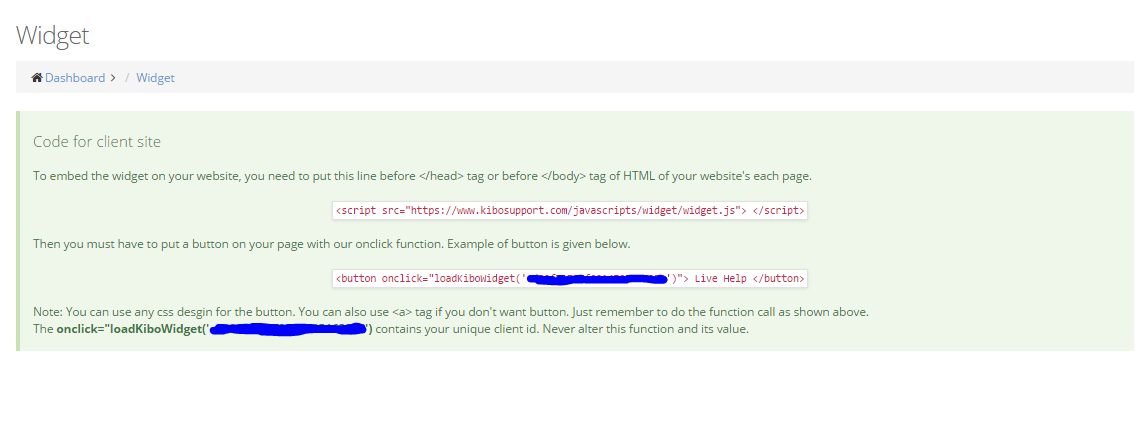 Widget
Dashboard > / Widget
Code for client site
To embed the widget on your website, you need to put this line before </head> tag or before </body> tag of HTML of your website's each page.
<script src="https://www.kibosupport.com/javascripts/widget/widget.js"> </script>
Then you must have to put a button on your page with our onclick function. Example of button is given below.
<button onclick="loadKiboWidget(' ')"> Live Help </button>
Note: You can use any css desgin for the button. You can also use <a> tag if you don't want button. Just remember to do the function call as shown above.
The onclick="loadKiboWidget(' ') contains your unique client id. Never alter this function and its value.